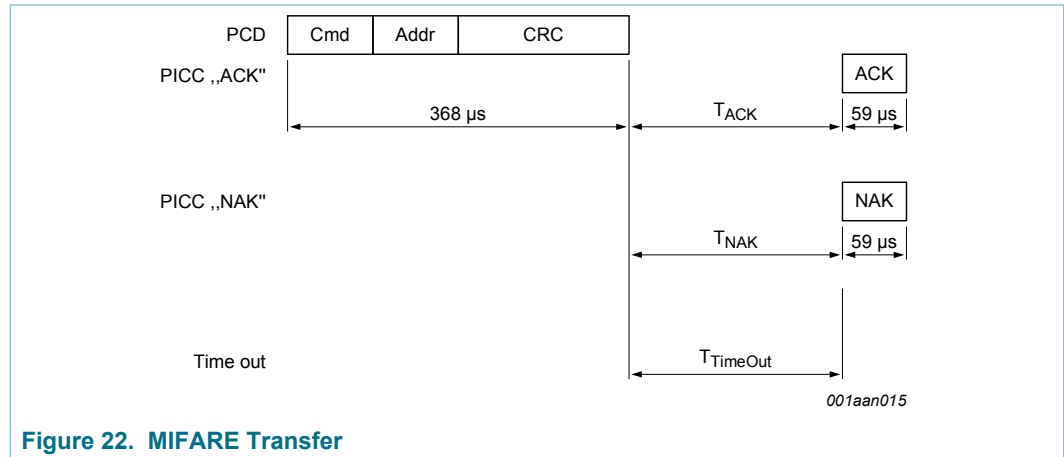 PCD Cmd Addr CRC
PICC ,,ACK" ACK
368 µs TACK 59 µs
PICC ,,NAK" NAK
TNAK 59 µs
Time out TTimeOut
001aan015
Figure 22. MIFARE Transfer